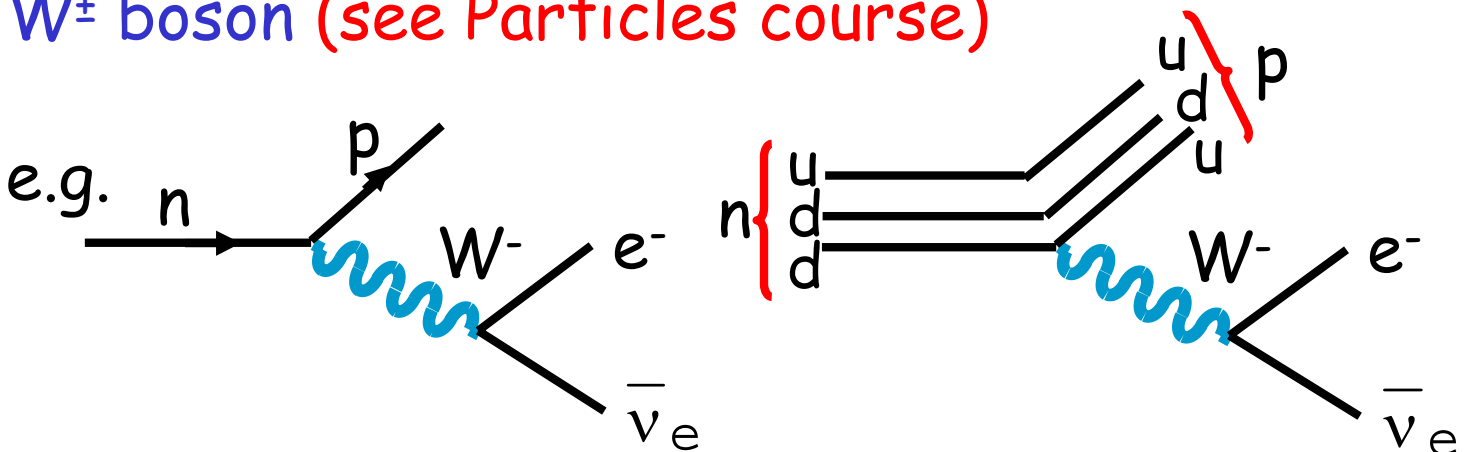 W± boson (see Particles course)
e.g. n p W- e- ν̅e
n u d d u d u p W- e- ν̅e